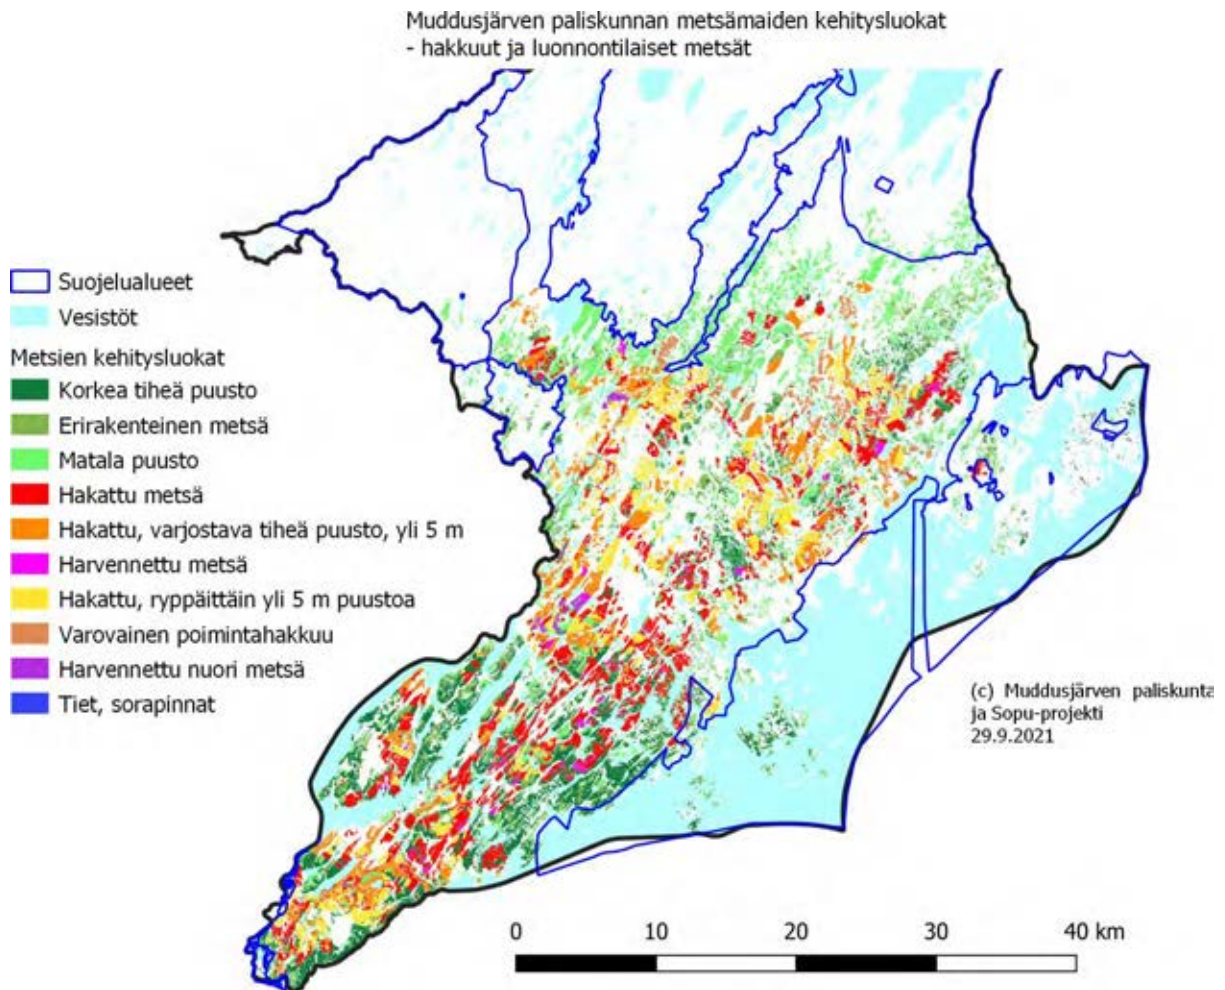 Muddusjärven paliskunnan metsämaiden kehitysluokat
- hakkuut ja luonnontilaiset metsät
Suojelualueet
Vesistöt
Metsien kehitysluokat
Korkea tiheä puusto
Erirakenteinen metsä
Matala puusto
Hakattu metsä
Hakattu, varjostava tiheä puusto, yli 5 m
Harvennettu metsä
Hakattu, ryppäittäin yli 5 m puustoa
Varovainen poimintahakkuu
Harvennettu nuori metsä
Tiet, sorapinnat
(c) Muddusjärven paliskunta
ja Sopu-projekti
29.9.2021
0 10 20 30 40 km